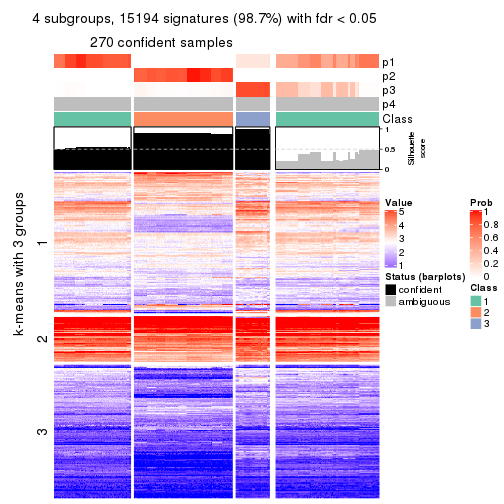 4 subgroups, 15194 signatures (98.7%) with fdr < 0.05
270 confident samples
p1
p2
p3
p4
Class
1
0.5
0
Silhouette
score
k-means with 3 groups
1
2
3
Value
5
4
3
2
1
Status (barplots)
confident
ambiguous
Prob
1
0.8
0.6
0.4
0.2
0
Class
1
2
3